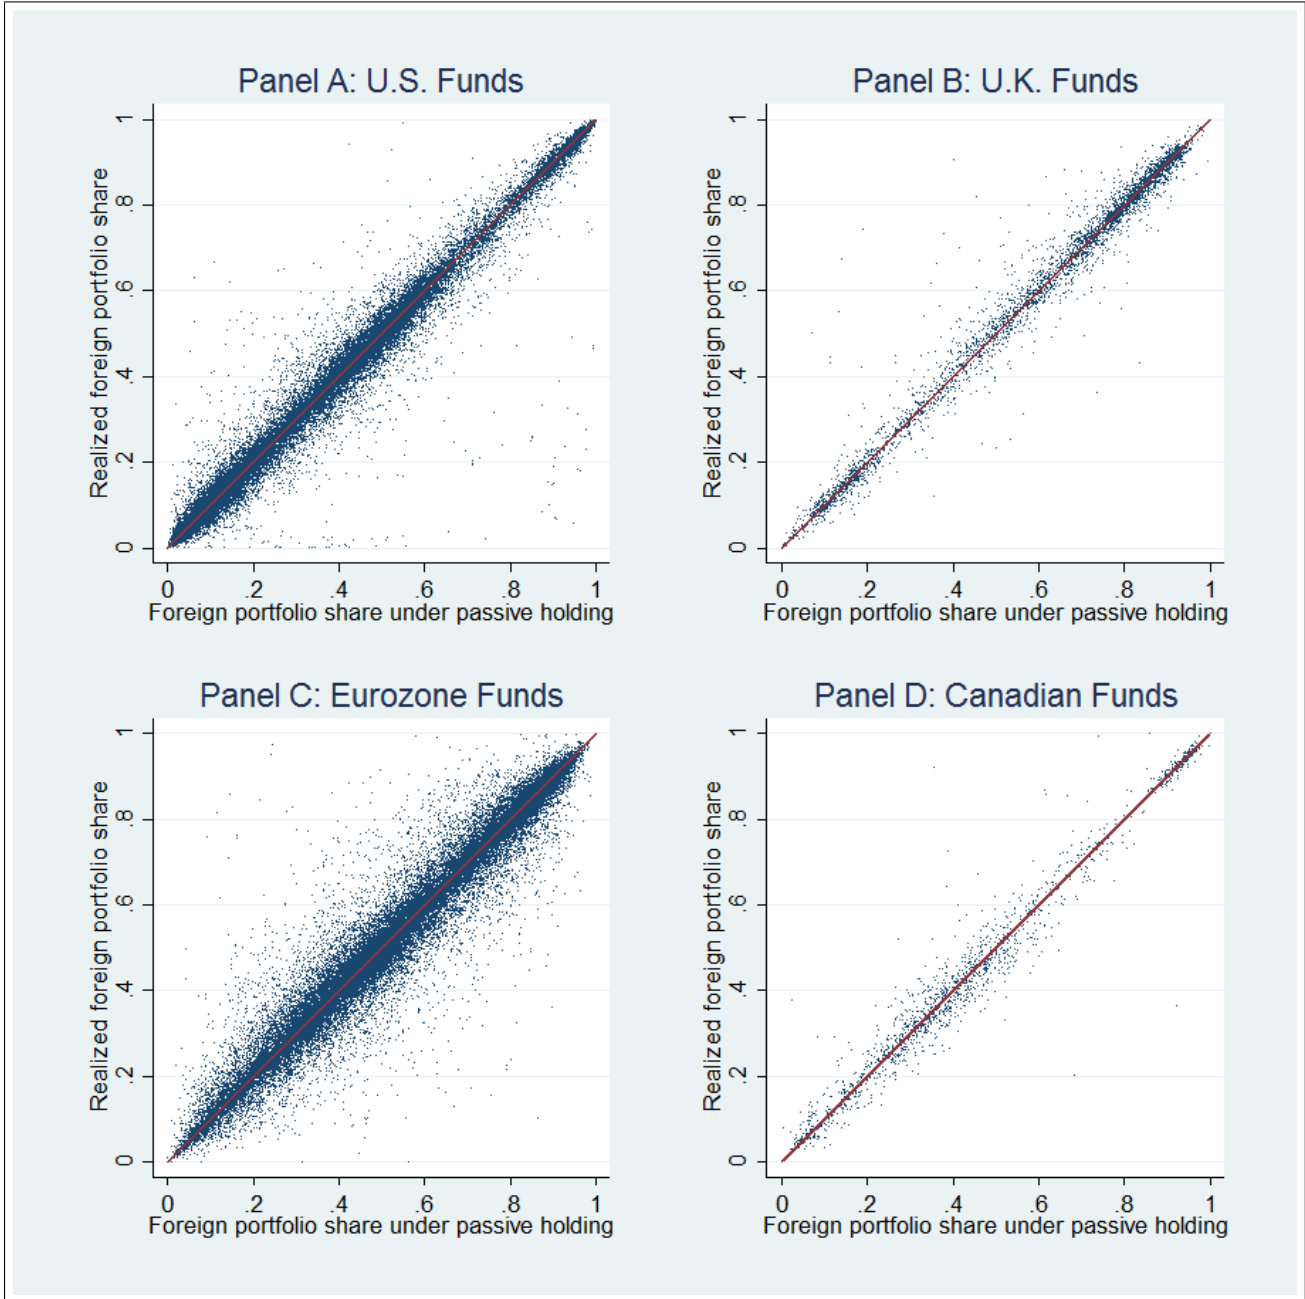 Panel A: U.S. Funds
Realized foreign portfolio share
1
.8
.6
.4
.2
0
0 .2 .4 .6 .8 1
Foreign portfolio share under passive holding
Panel B: U.K. Funds
Realized foreign portfolio share
1
.8
.6
.4
.2
0
0 .2 .4 .6 .8 1
Foreign portfolio share under passive holding
Panel C: Eurozone Funds
Realized foreign portfolio share
1
.8
.6
.4
.2
0
0 .2 .4 .6 .8 1
Foreign portfolio share under passive holding
Panel D: Canadian Funds
Realized foreign portfolio share
1
.8
.6
.4
.2
0
0 .2 .4 .6 .8 1
Foreign portfolio share under passive holding